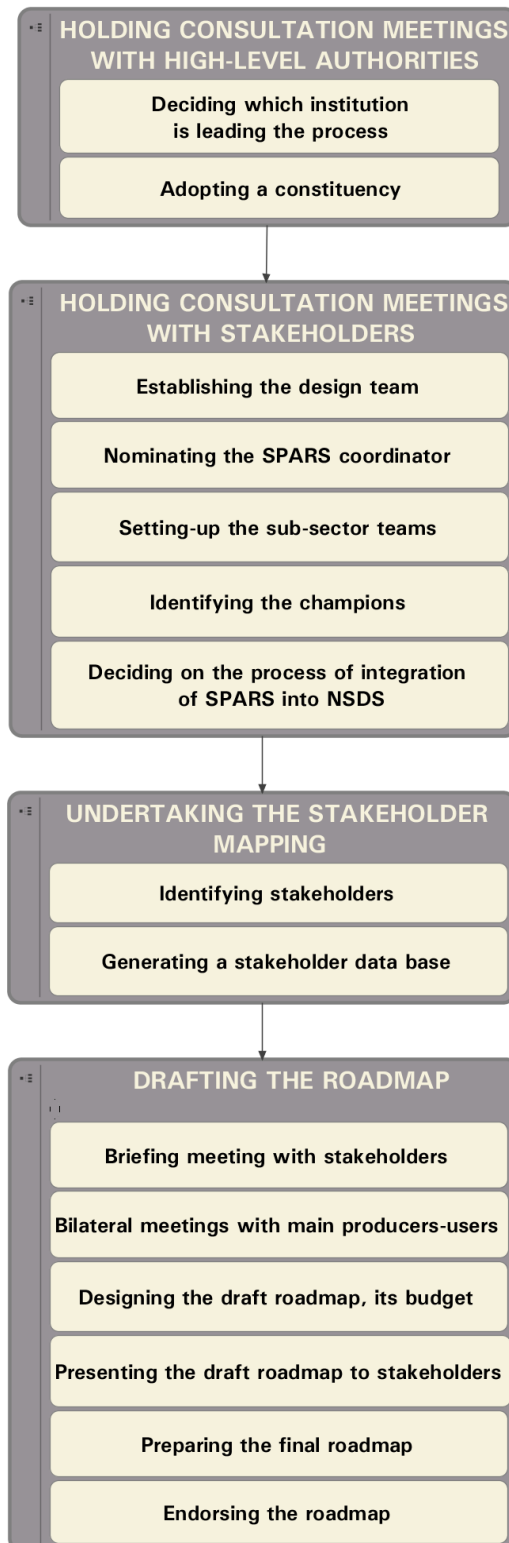 HOLDING CONSULTATION MEETINGS
WITH HIGH-LEVEL AUTHORITIES
Deciding which institution
is leading the process
Adopting a constituency
HOLDING CONSULTATION MEETINGS
WITH STAKEHOLDERS
Establishing the design team
Nominating the SPARS coordinator
Setting-up the sub-sector teams
Identifying the champions
Deciding on the process of integration
of SPARS into NSDS
UNDERTAKING THE STAKEHOLDER
MAPPING
Identifying stakeholders
Generating a stakeholder data base
DRAFTING THE ROADMAP
Briefing meeting with stakeholders
Bilateral meetings with main producers-users
Designing the draft roadmap, its budget
Presenting the draft roadmap to stakeholders
Preparing the final roadmap
Endorsing the roadmap